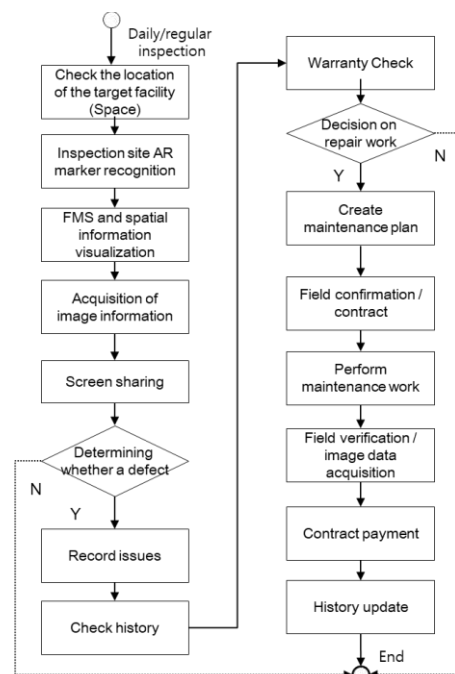 Daily/regular
inspection
Check the location
of the target facility
(Space)
Inspection site AR
marker recognition
FMS and spatial
information
visualization
Acquisition of
image information
Screen sharing
Determining
whether a defect
N
Y
Record issues
Check history
Warranty Check
Decision on
repair work
N
Y
Create
maintenance plan
Field confirmation /
contract
Perform
maintenance work
Field verification /
image data
acquisition
Contract payment
History update
End